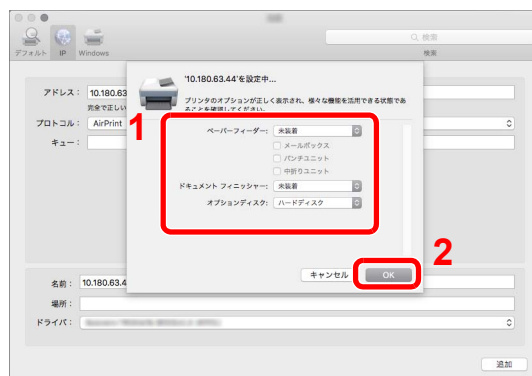 検索
デフォルト IP Windows
検索
'10.180.63.44'を設定中...
プリンタのオプションが正しく表示され、様々な機能を活用できる状態であ
ることを確認してください。
アドレス： 10.180.63
完全で正しい
プロトコル： AirPrint
キュー：
1
ペーパーフィーダー： 未装着
メールボックス
パンチユニット
中折りユニット
ドキュメント フィニッシャー： 未装着
オプションディスク： ハードディスク
2
キャンセル OK
名前： 10.180.63.4
場所：
ドライバ：
追加